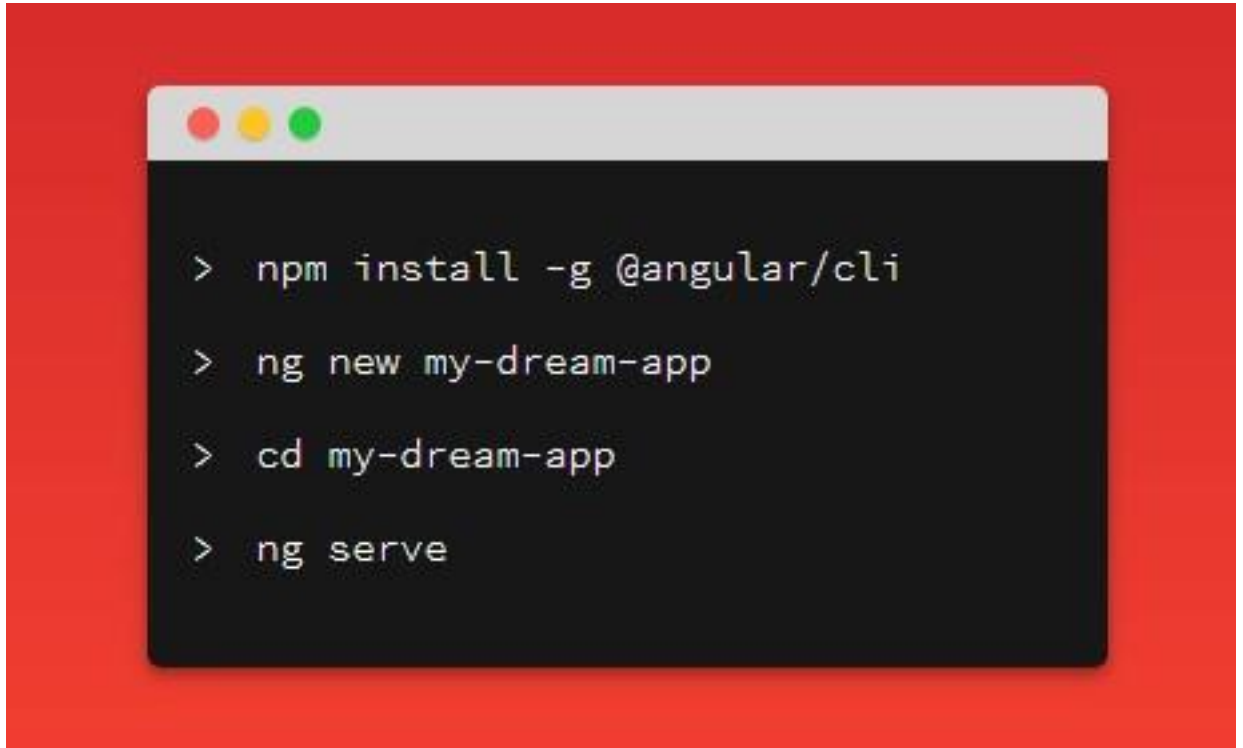 > npm install -g @angular/cli
> ng new my-dream-app
> cd my-dream-app
> ng serve